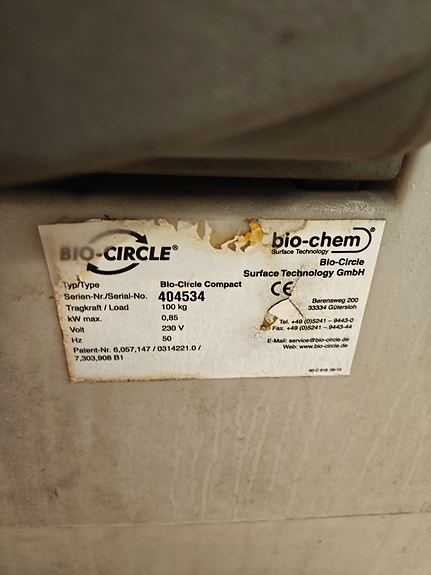 BIO-CIRCLE®
bio-chem®
Surface Technology
Bio-Circle
Surface Technology GmbH
Typ/Type Bio-Circle Compact
Serien-Nr./Serial-No. 404534
Tragkraft / Load 100 kg
kW max. 0,85
Volt 230 V
Hz 50
Patent-Nr. 6,057,147 / 0314221.0 /
7,303,908 B1
CE
Berensweg 200
33334 Gütersloh
Tel. +49 (0)5241 – 9443-0
Fax. +49 (0)5241 – 9443-44
E-Mail: service@bio-circle.de
Web: www.bio-circle.de